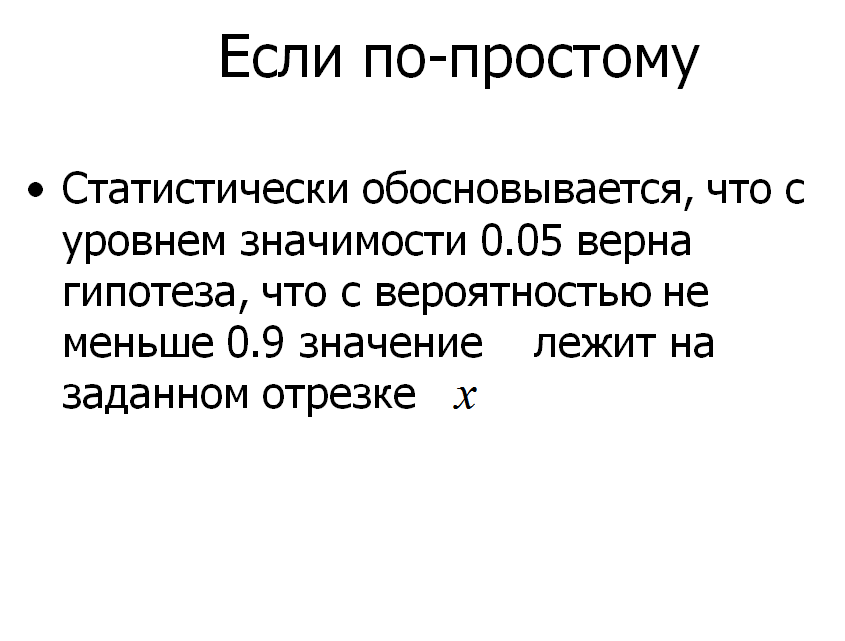 Если по-простому
• Статистически обосновывается, что с
уровнем значимости 0.05 верна
гипотеза, что с вероятностью не
меньше 0.9 значение лежит на
заданном отрезке x